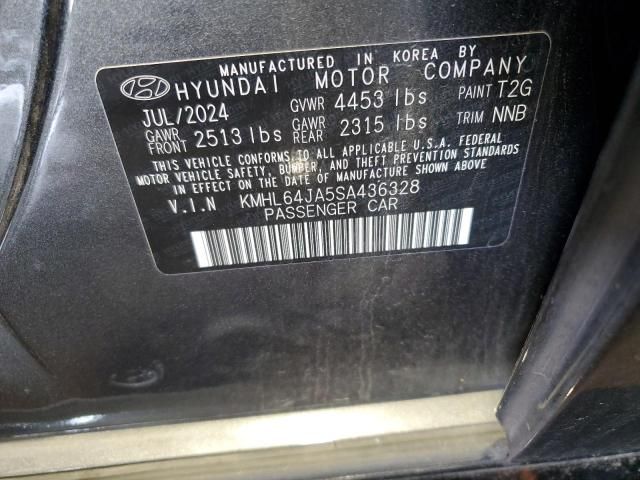 MANUFACTURED IN KOREA BY
HYUNDAI MOTOR COMPANY
JUL/2024 GVWR 4453 lbs PAINT T2G
GAWR FRONT 2513 lbs GAWR REAR 2315 lbs TRIM NNB
THIS VEHICLE CONFORMS TO ALL APPLICABLE U.S.A. FEDERAL
MOTOR VEHICLE SAFETY, BUMPER, AND THEFT PREVENTION STANDARDS
IN EFFECT ON THE DATE OF MANUFACTURE SHOWN ABOVE.
V.I.N KMHL64JA5SA436328
PASSENGER CAR